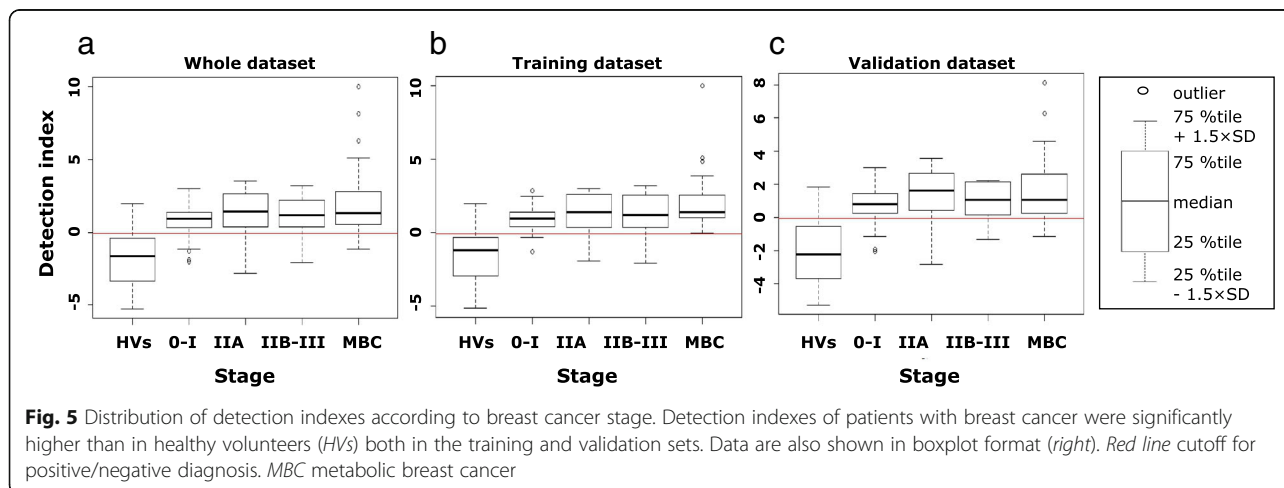 a
Whole dataset
10
5
0
-5
Detection index
HVs 0-I IIA IIB-III MBC
Stage
b
Training dataset
10
5
0
-5
HVs 0-I IIA IIB-III MBC
Stage
c
Validation dataset
8
6
4
2
0
-2
-4
HVs 0-I IIA IIB-III MBC
Stage
outlier
75 %tile
+ 1.5×SD
75 %tile
median
25 %tile
25 %tile
- 1.5×SD
Fig. 5 Distribution of detection indexes according to breast cancer stage. Detection indexes of patients with breast cancer were significantly
higher than in healthy volunteers (HVs) both in the training and validation sets. Data are also shown in boxplot format (right). Red line cutoff for
positive/negative diagnosis. MBC metabolic breast cancer